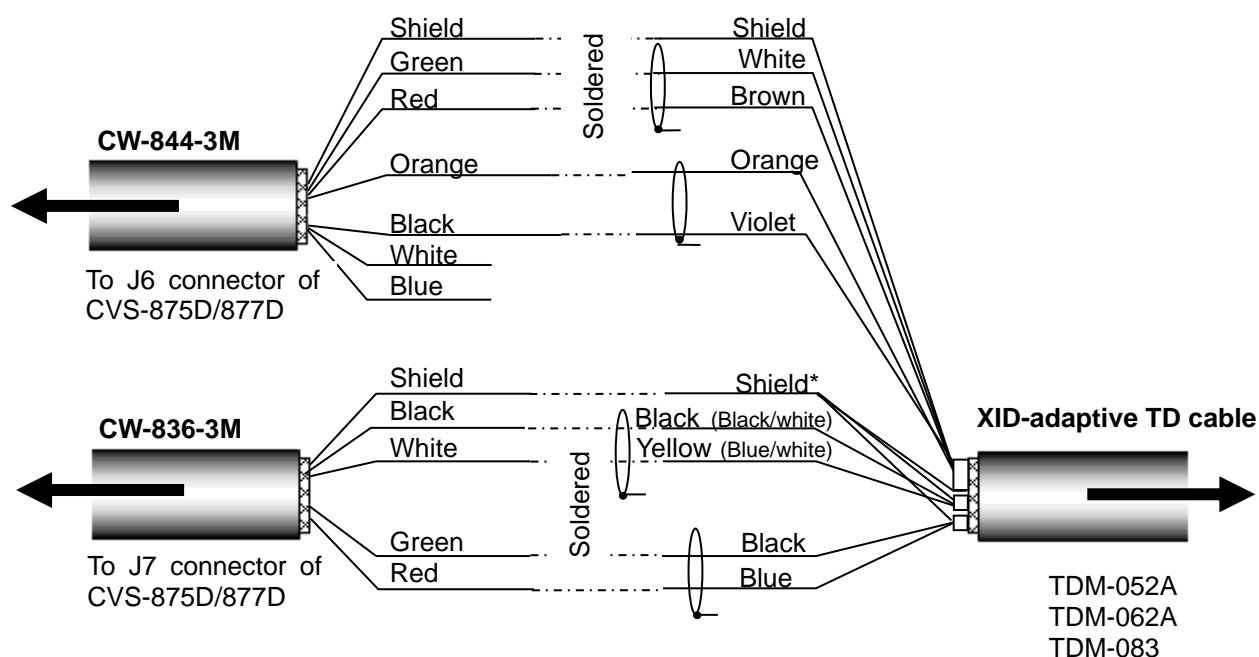 Shield Soldered Shield
Green White
Red Brown
CW-844-3M
Orange Orange
Black Violet
White
Blue
To J6 connector of
CVS-875D/877D
Shield Shield*
Black Black (Black/white)
CW-836-3M XID-adaptive TD cable
White Yellow (Blue/white)
Soldered
Green Black
Red Blue
To J7 connector of
CVS-875D/877D
TDM-052A
TDM-062A
TDM-083